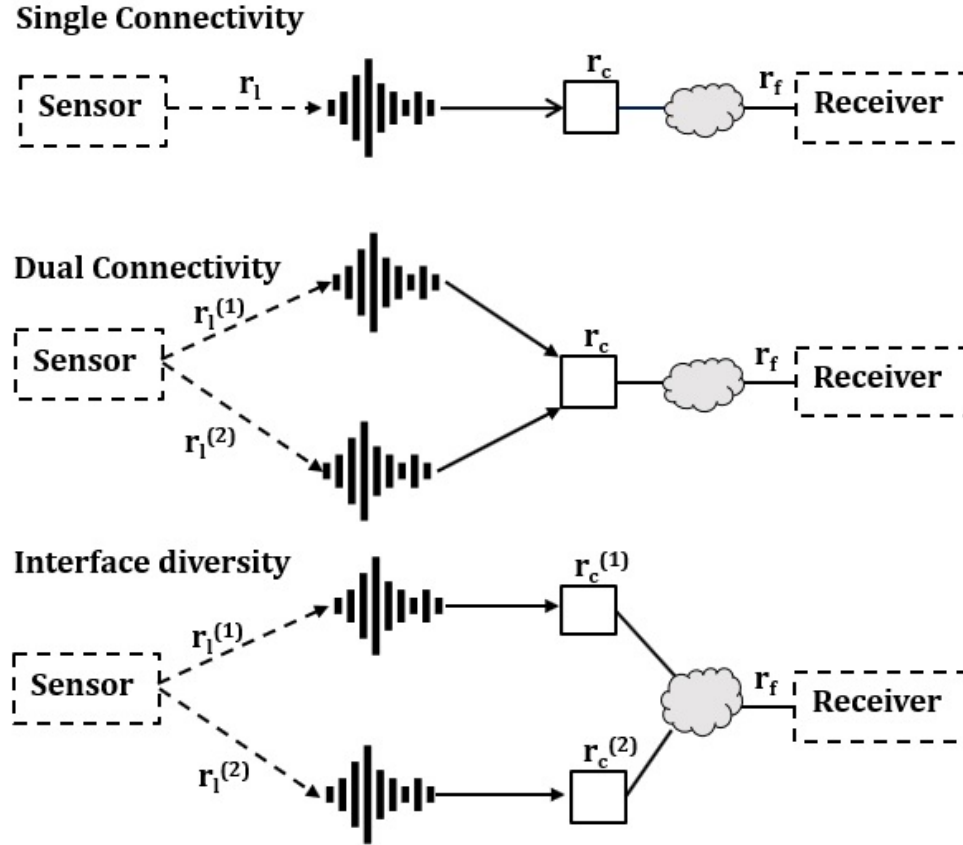 Single Connectivity
Sensor
r_l
r_c
r_f
Receiver
Dual Connectivity
Sensor
r_l^(1)
r_l^(2)
r_c
r_f
Receiver
Interface diversity
Sensor
r_l^(1)
r_l^(2)
r_c^(1)
r_c^(2)
r_f
Receiver